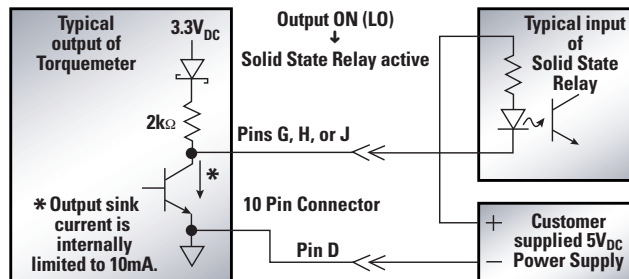 Typical
output of
Torquemeter
3.3VDC
2kΩ
*
* Output sink
current is
internally
limited to 10mA.
Output ON (LO)
Solid State Relay active
Pins G, H, or J
10 Pin Connector
Pin D
Typical input
of
Solid State
Relay
+ Customer
supplied 5VDC
– Power Supply